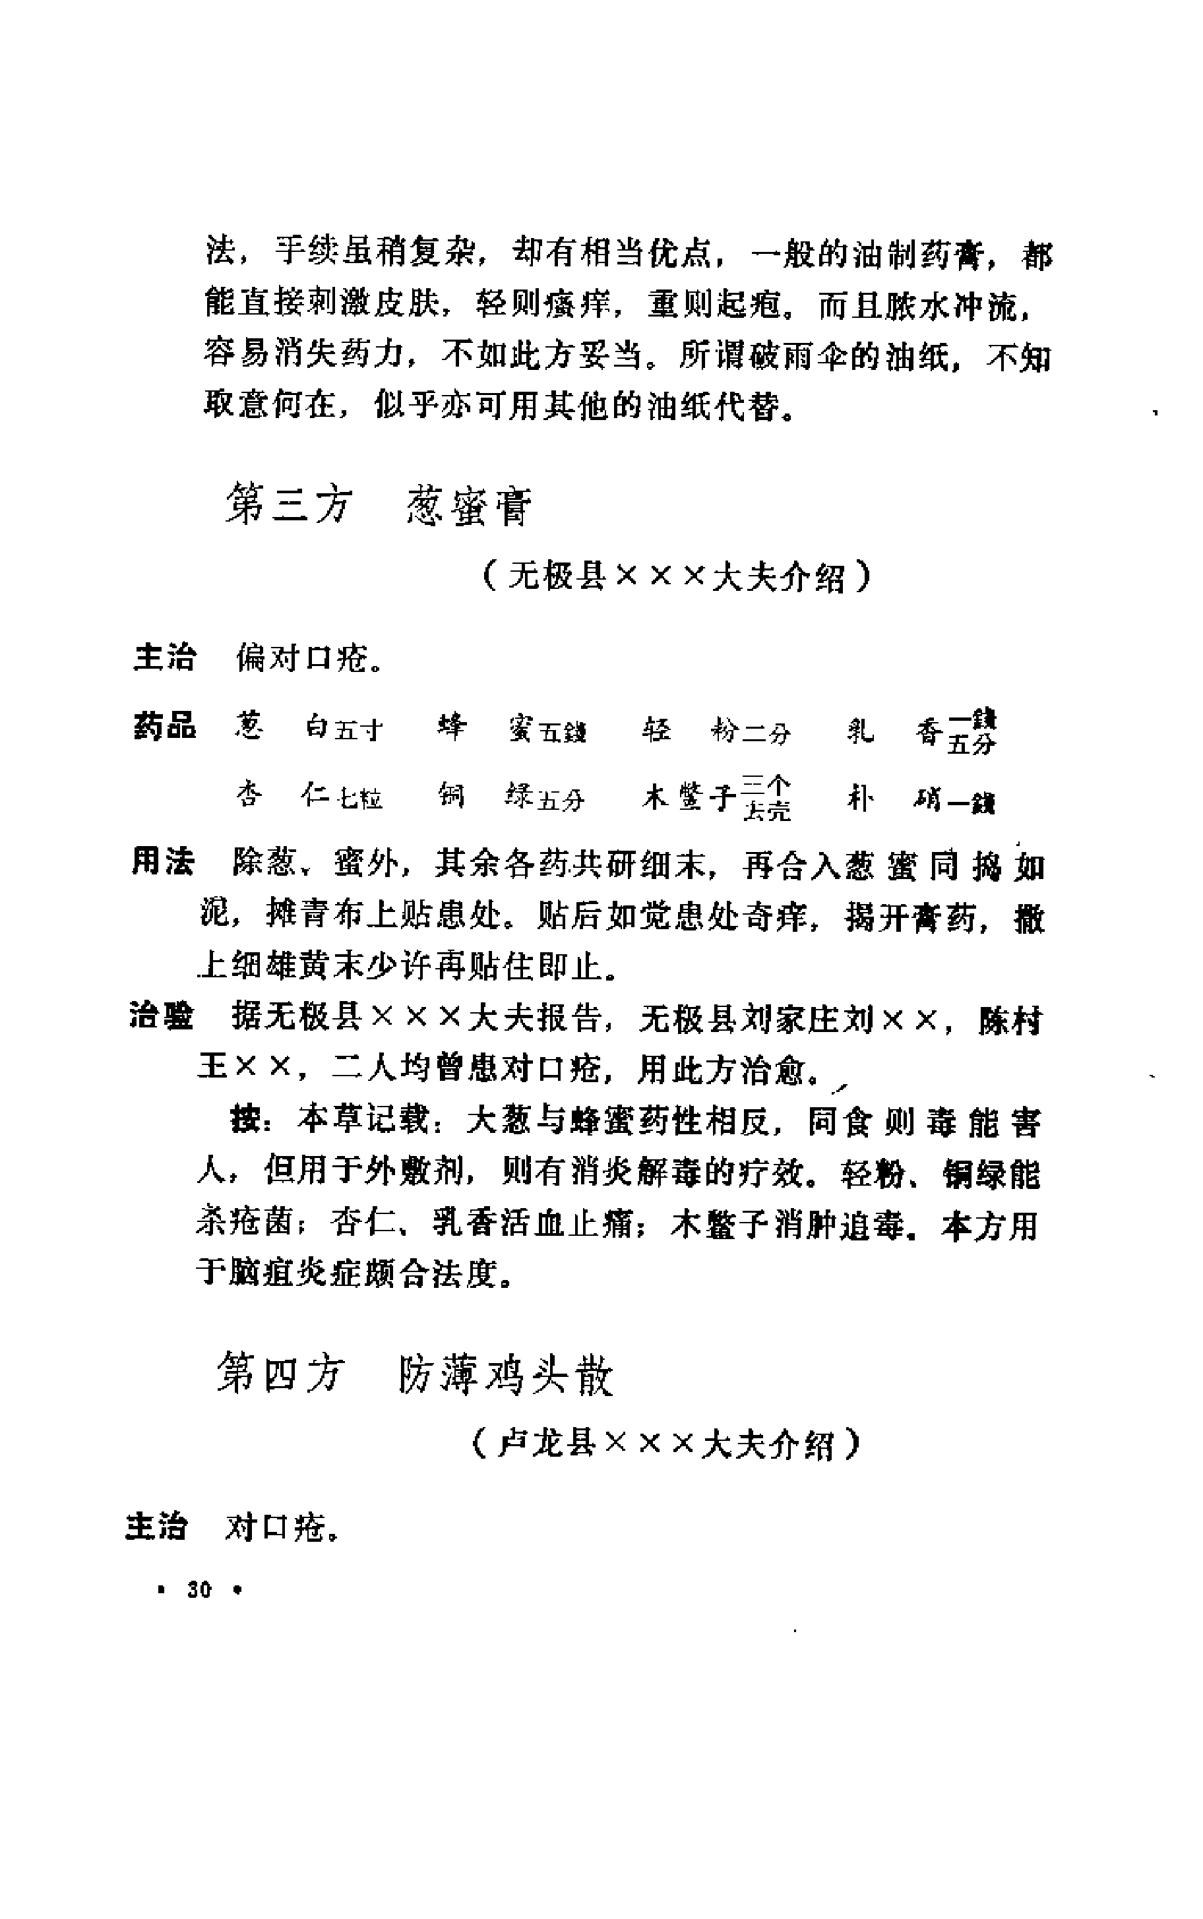 法，手续虽稍复杂，却有相当优点，一般的油制药膏，都
能直接刺激皮肤，轻则瘙痒，重则起疱。而且脓水冲流，
容易消失药力，不如此方妥当。所谓破雨伞的油纸，不知
取意何在，似乎亦可用其他的油纸代替。
第三方　葱蜜膏
（无极县×××大夫介绍）
主治　偏对口疮。
药品　葱　白五寸　蜂　蜜五錢　轻　粉二分　乳　香一錢五分
杏　仁七粒　铜　绿五分　木鳖子三个去壳　朴　硝一錢
用法　除葱、蜜外，其余各药共研细末，再合入葱蜜同捣如
泥，摊青布上贴患处。贴后如觉患处奇痒，揭开膏药，撒
上细雄黄末少许再贴住即止。
治验　据无极县×××大夫报告，无极县刘家庄刘××，陈村
王××，二人均曾患对口疮，用此方治愈。
按：本草记载：大葱与蜂蜜药性相反，同食则毒能害
人，但用于外敷剂，则有消炎解毒的疗效。轻粉、铜绿能
杀疮菌；杏仁、乳香活血止痛；木鳖子消肿追毒。本方用
于脑疽炎症颇合法度。
第四方　防薄鸡头散
（卢龙县×××大夫介绍）
主治　对口疮。
• 30 •